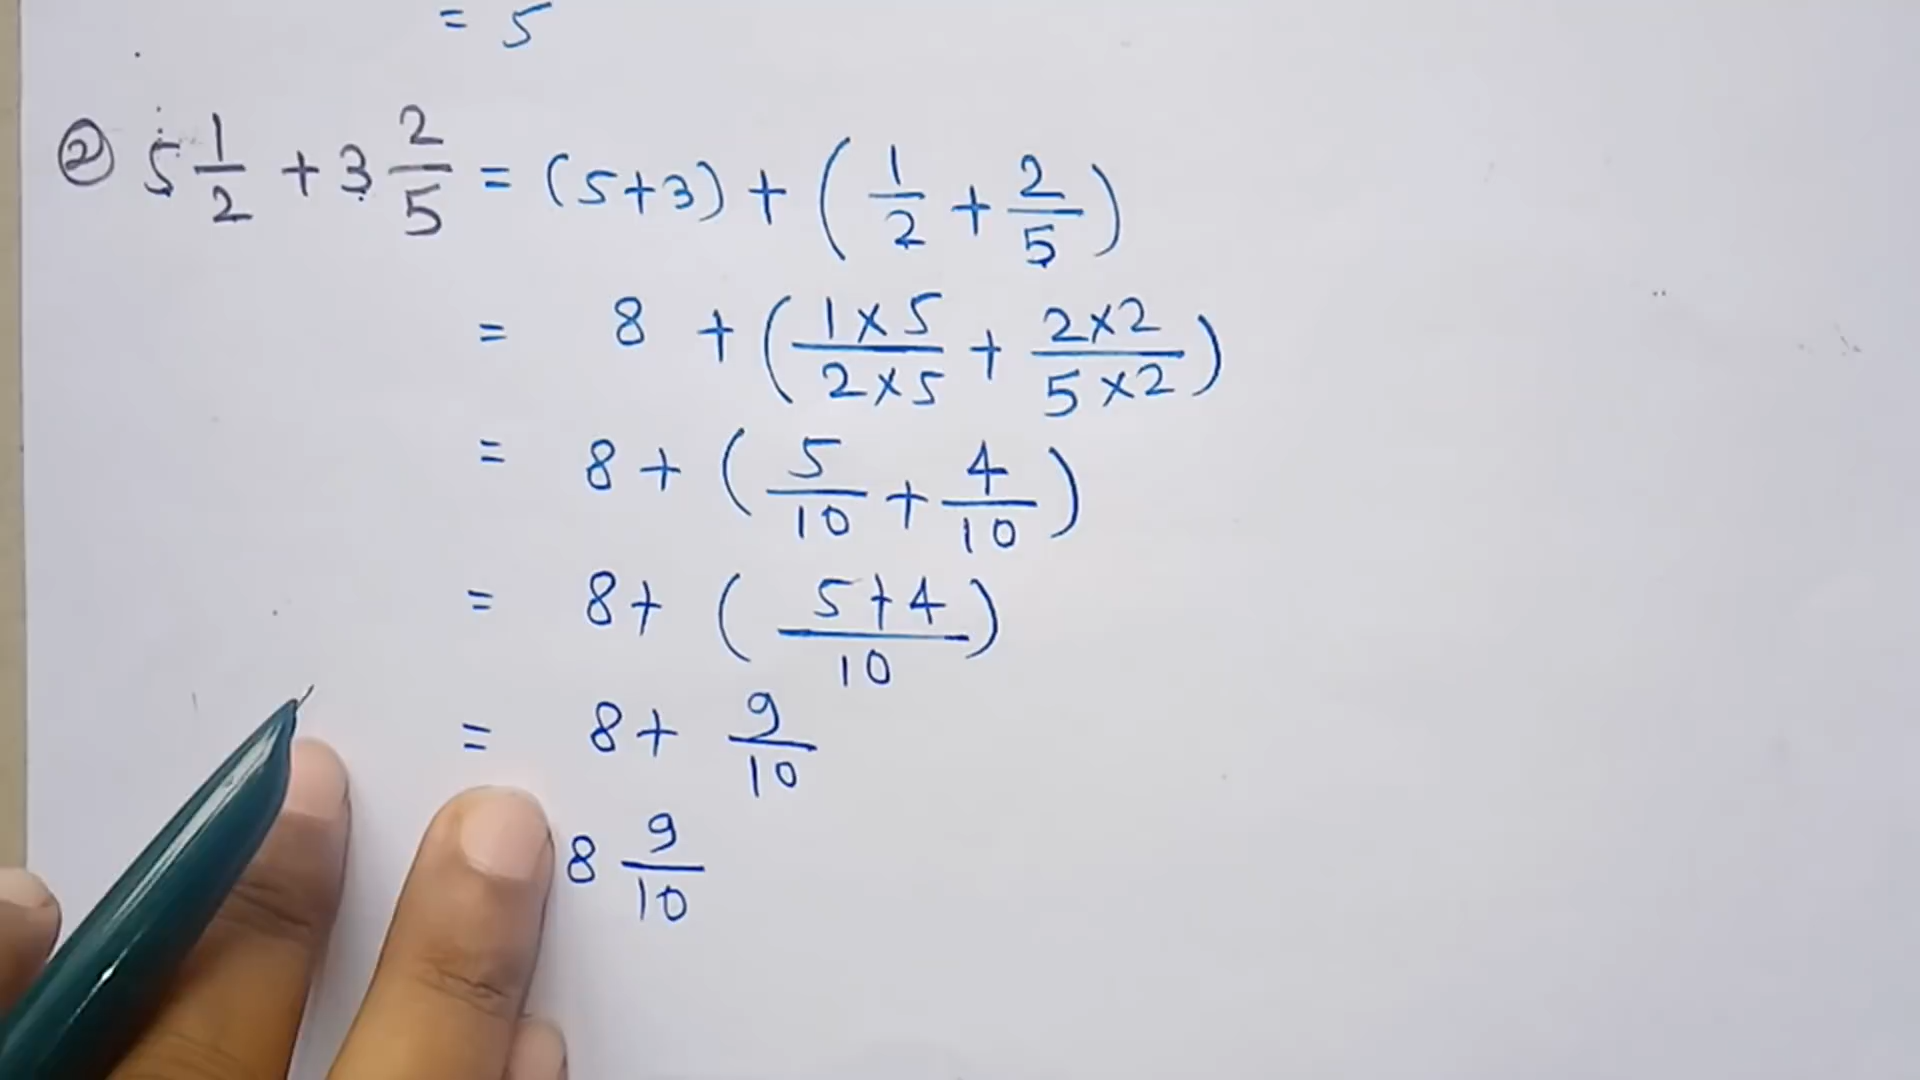 = 5
② 5 1/2 + 3 2/5 = (5+3) + (1/2 + 2/5)
= 8 + (1×5/2×5 + 2×2/5×2)
= 8 + (5/10 + 4/10)
= 8+ (5+4/10)
= 8+ 9/10
8 9/10